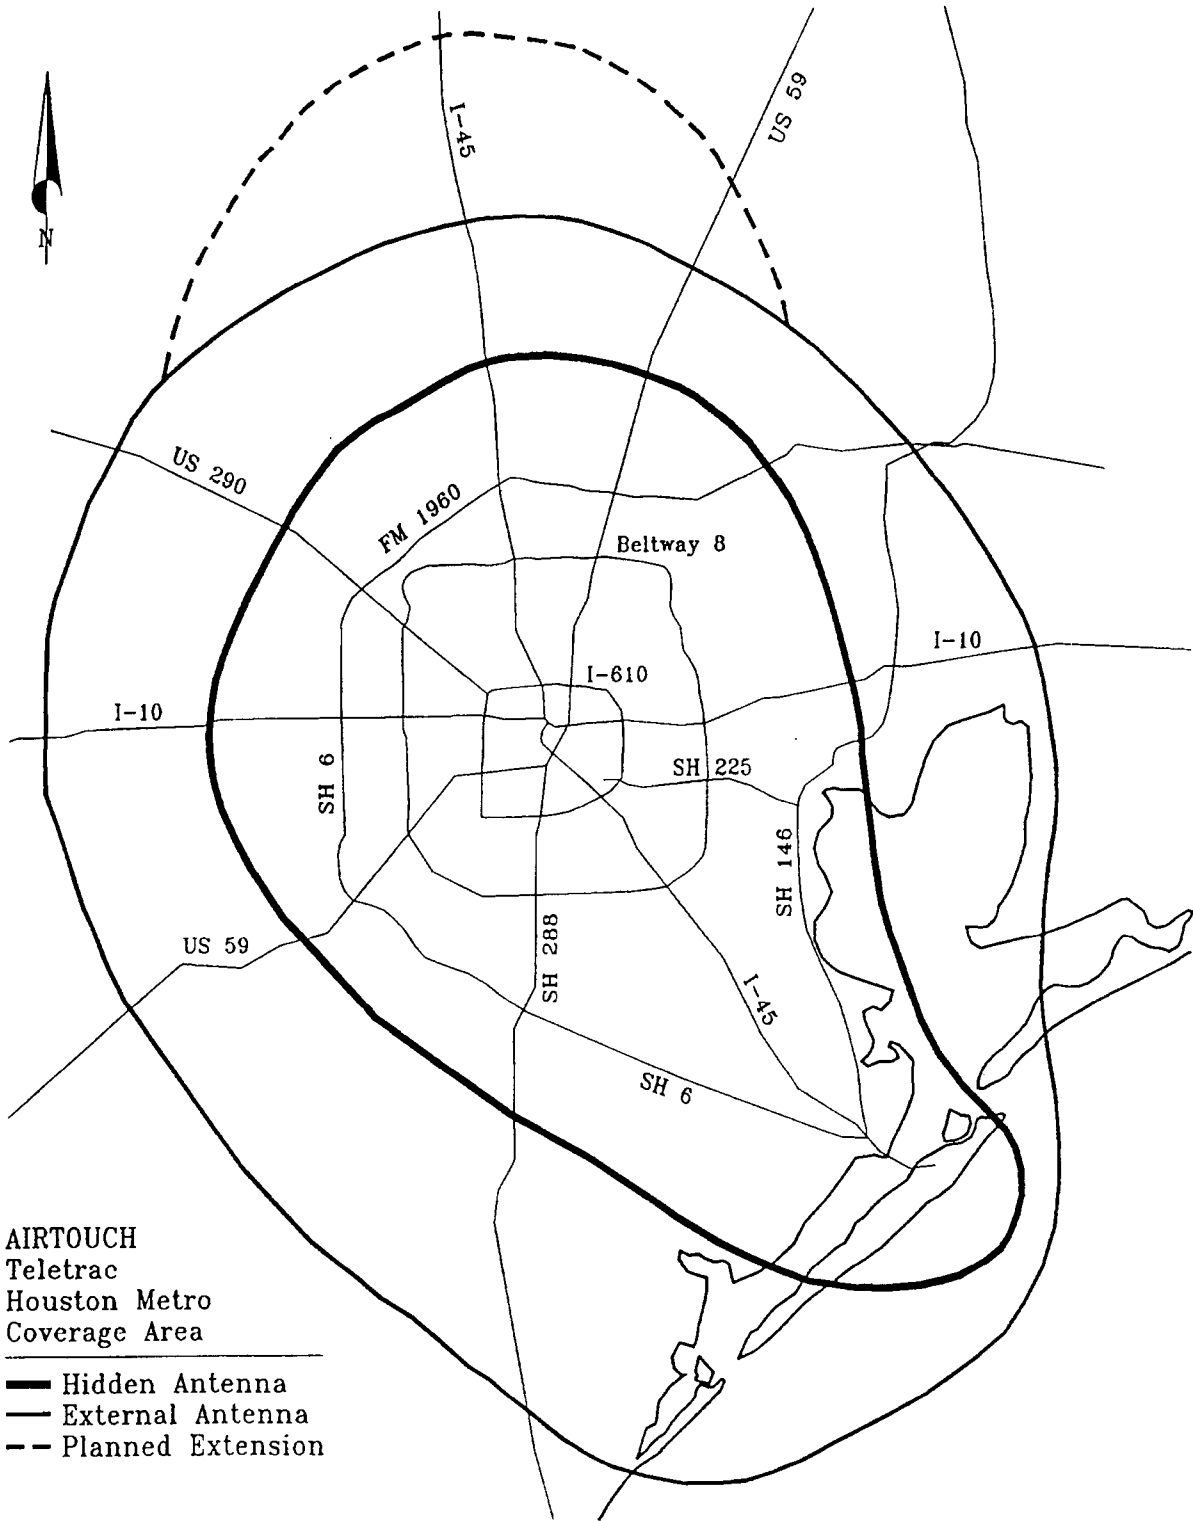 I-45
US 59
N
US 290
FM 1960
Beltway 8
I-10
I-610
I-10
SH 6
SH 225
SH 146
US 59
SH 288
I-45
SH 6
AIRTOUCH
Teletrac
Houston Metro
Coverage Area
Hidden Antenna
External Antenna
Planned Extension